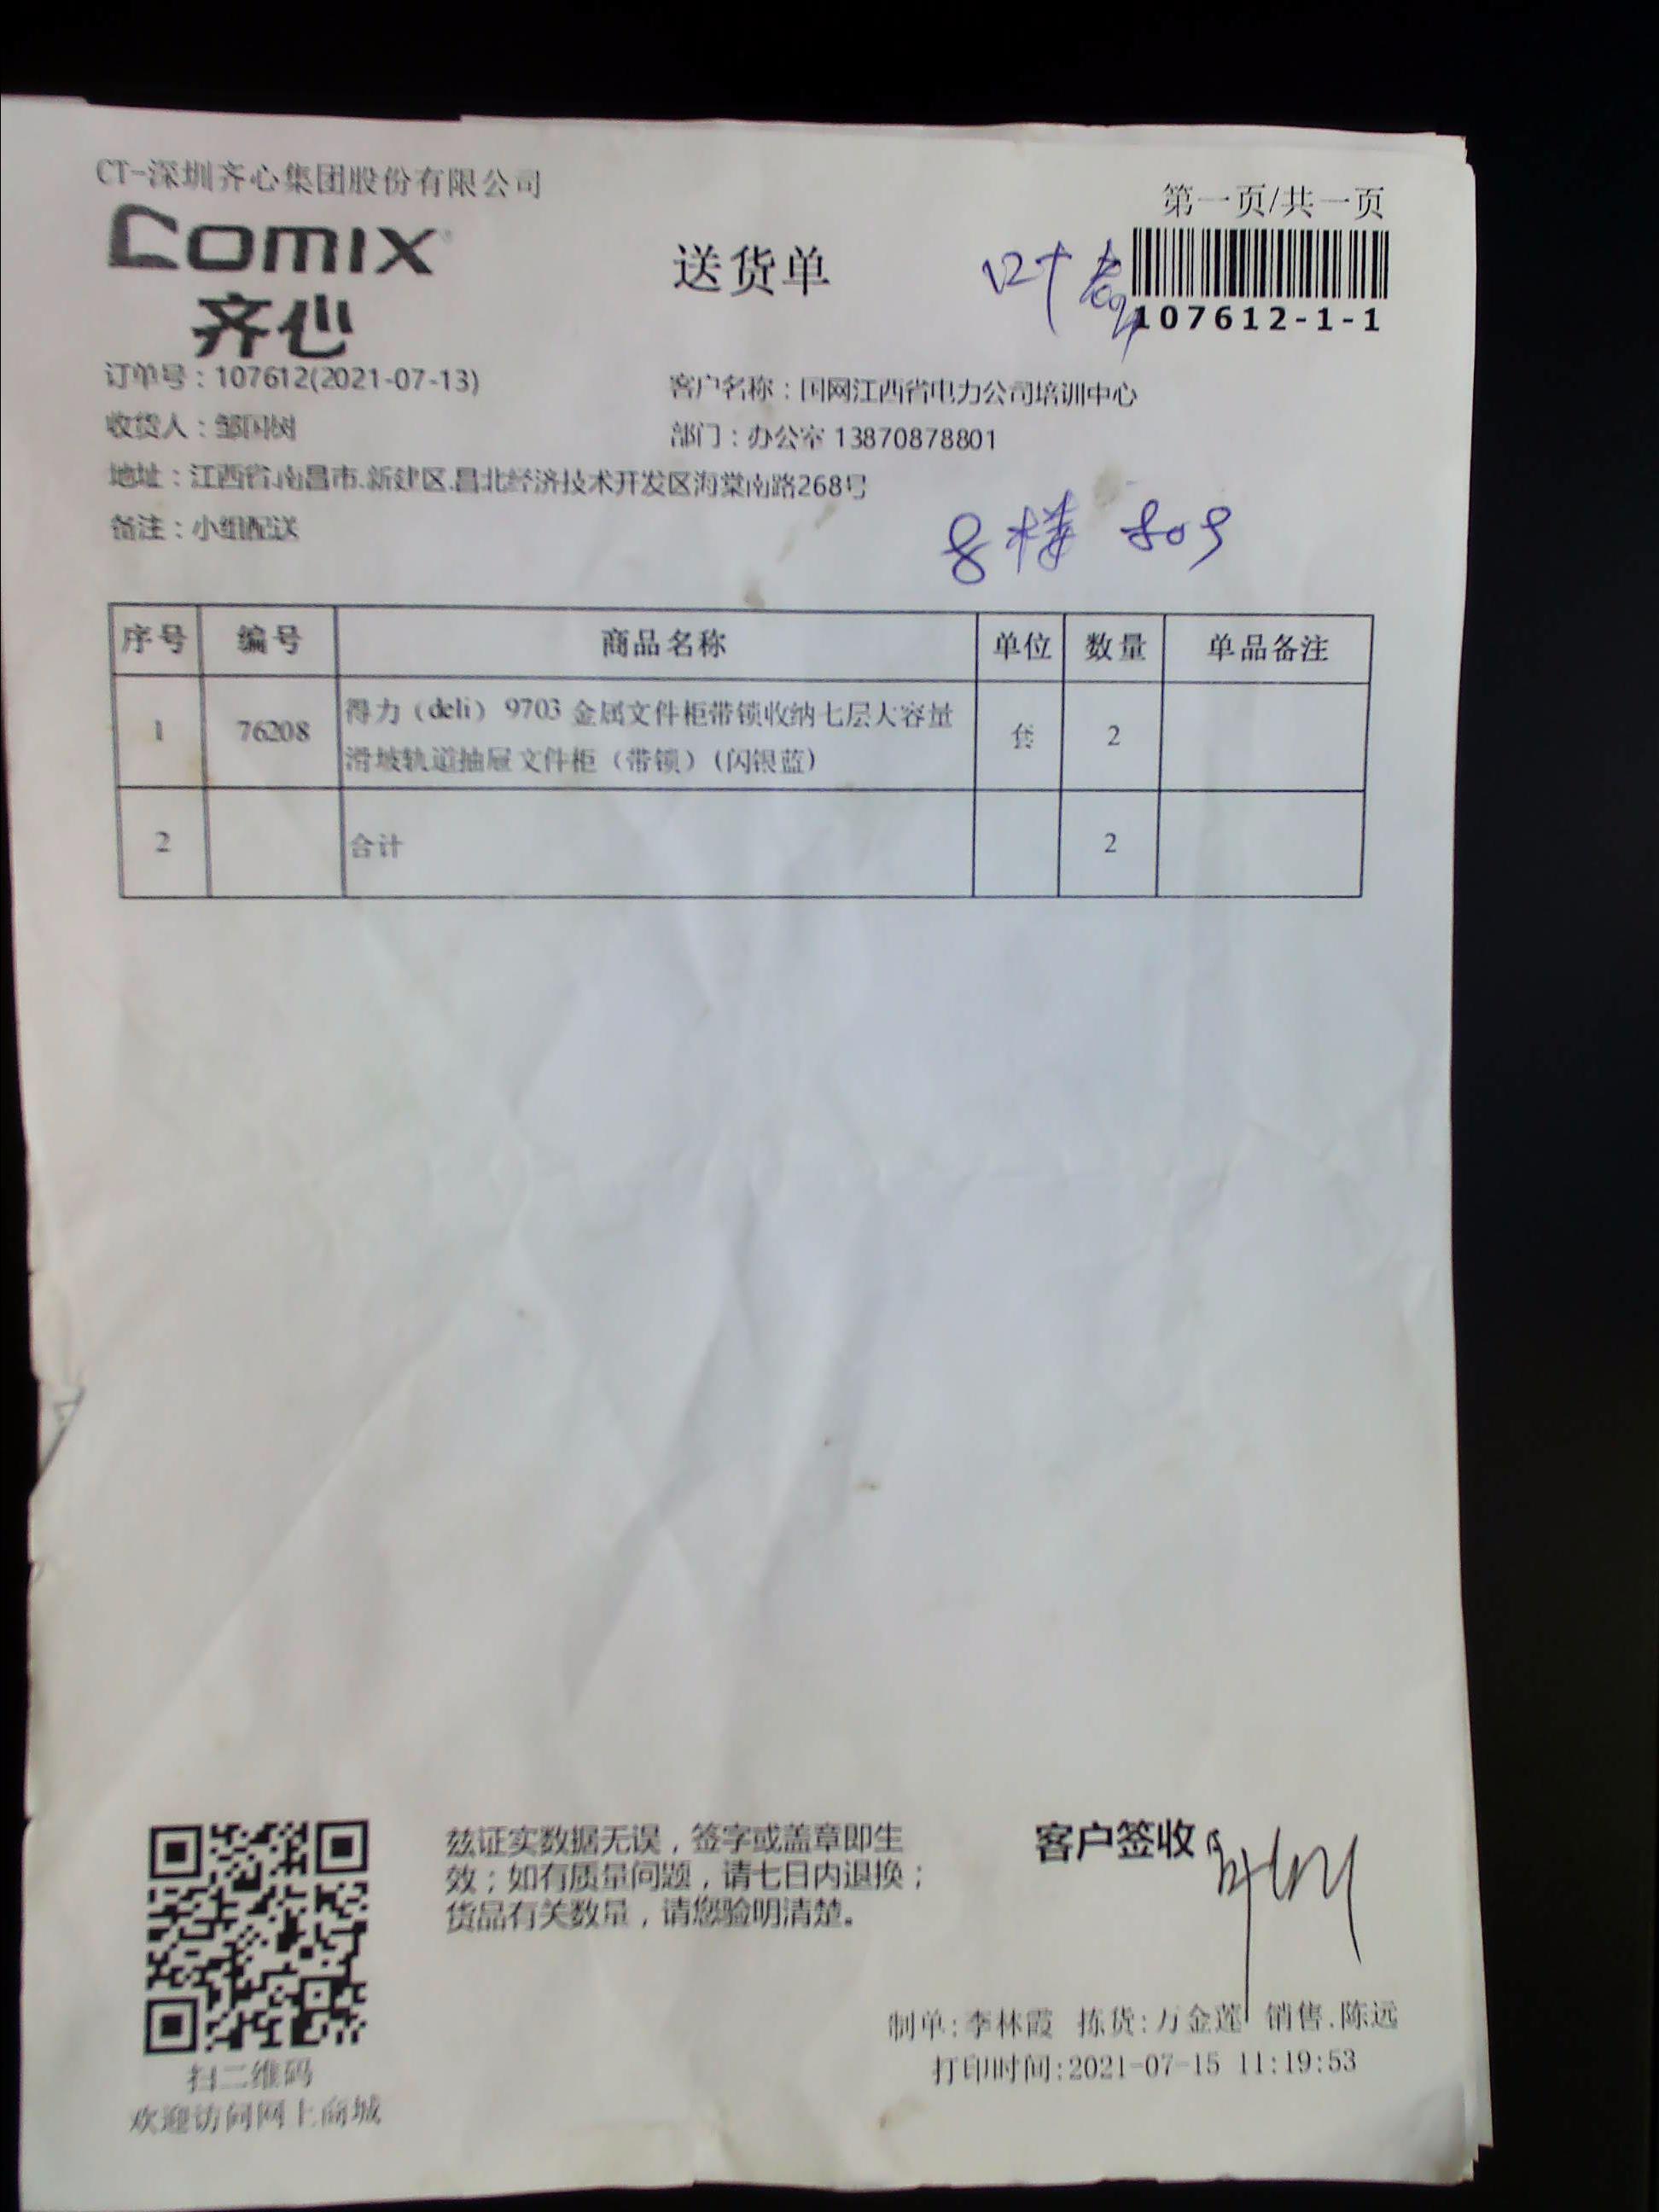 CT-深圳齐心集团股份有限公司
第一页/共一页
COMIX
齐心
送货单
叶
107612-1-1
订单号：107612(2021-07-13)
客户名称：国网江西省电力公司培训中心
收货人：邹国树
部门：办公室 13870878801
地址：江西省.南昌市.新建区.昌北经济技术开发区海棠南路268号
备注：小组配送
8楼 809
序号 编号 商品名称 单位 数量 单品备注
1 76208 得力（deli）9703 金属文件柜带锁收纳七层大容量 套 2
滑坡轨道抽屉文件柜（带锁）(闪银蓝)
2 合计 2
兹证实数据无误，签字或盖章即生
效；如有质量问题，请七日内退换；
货品有关数量，请您验明清楚。
客户签收
制单:李林霞 拣货:万金莲 销售.陈远
打印时间:2021-07-15 11:19:53
扫二维码
欢迎访问网上商城